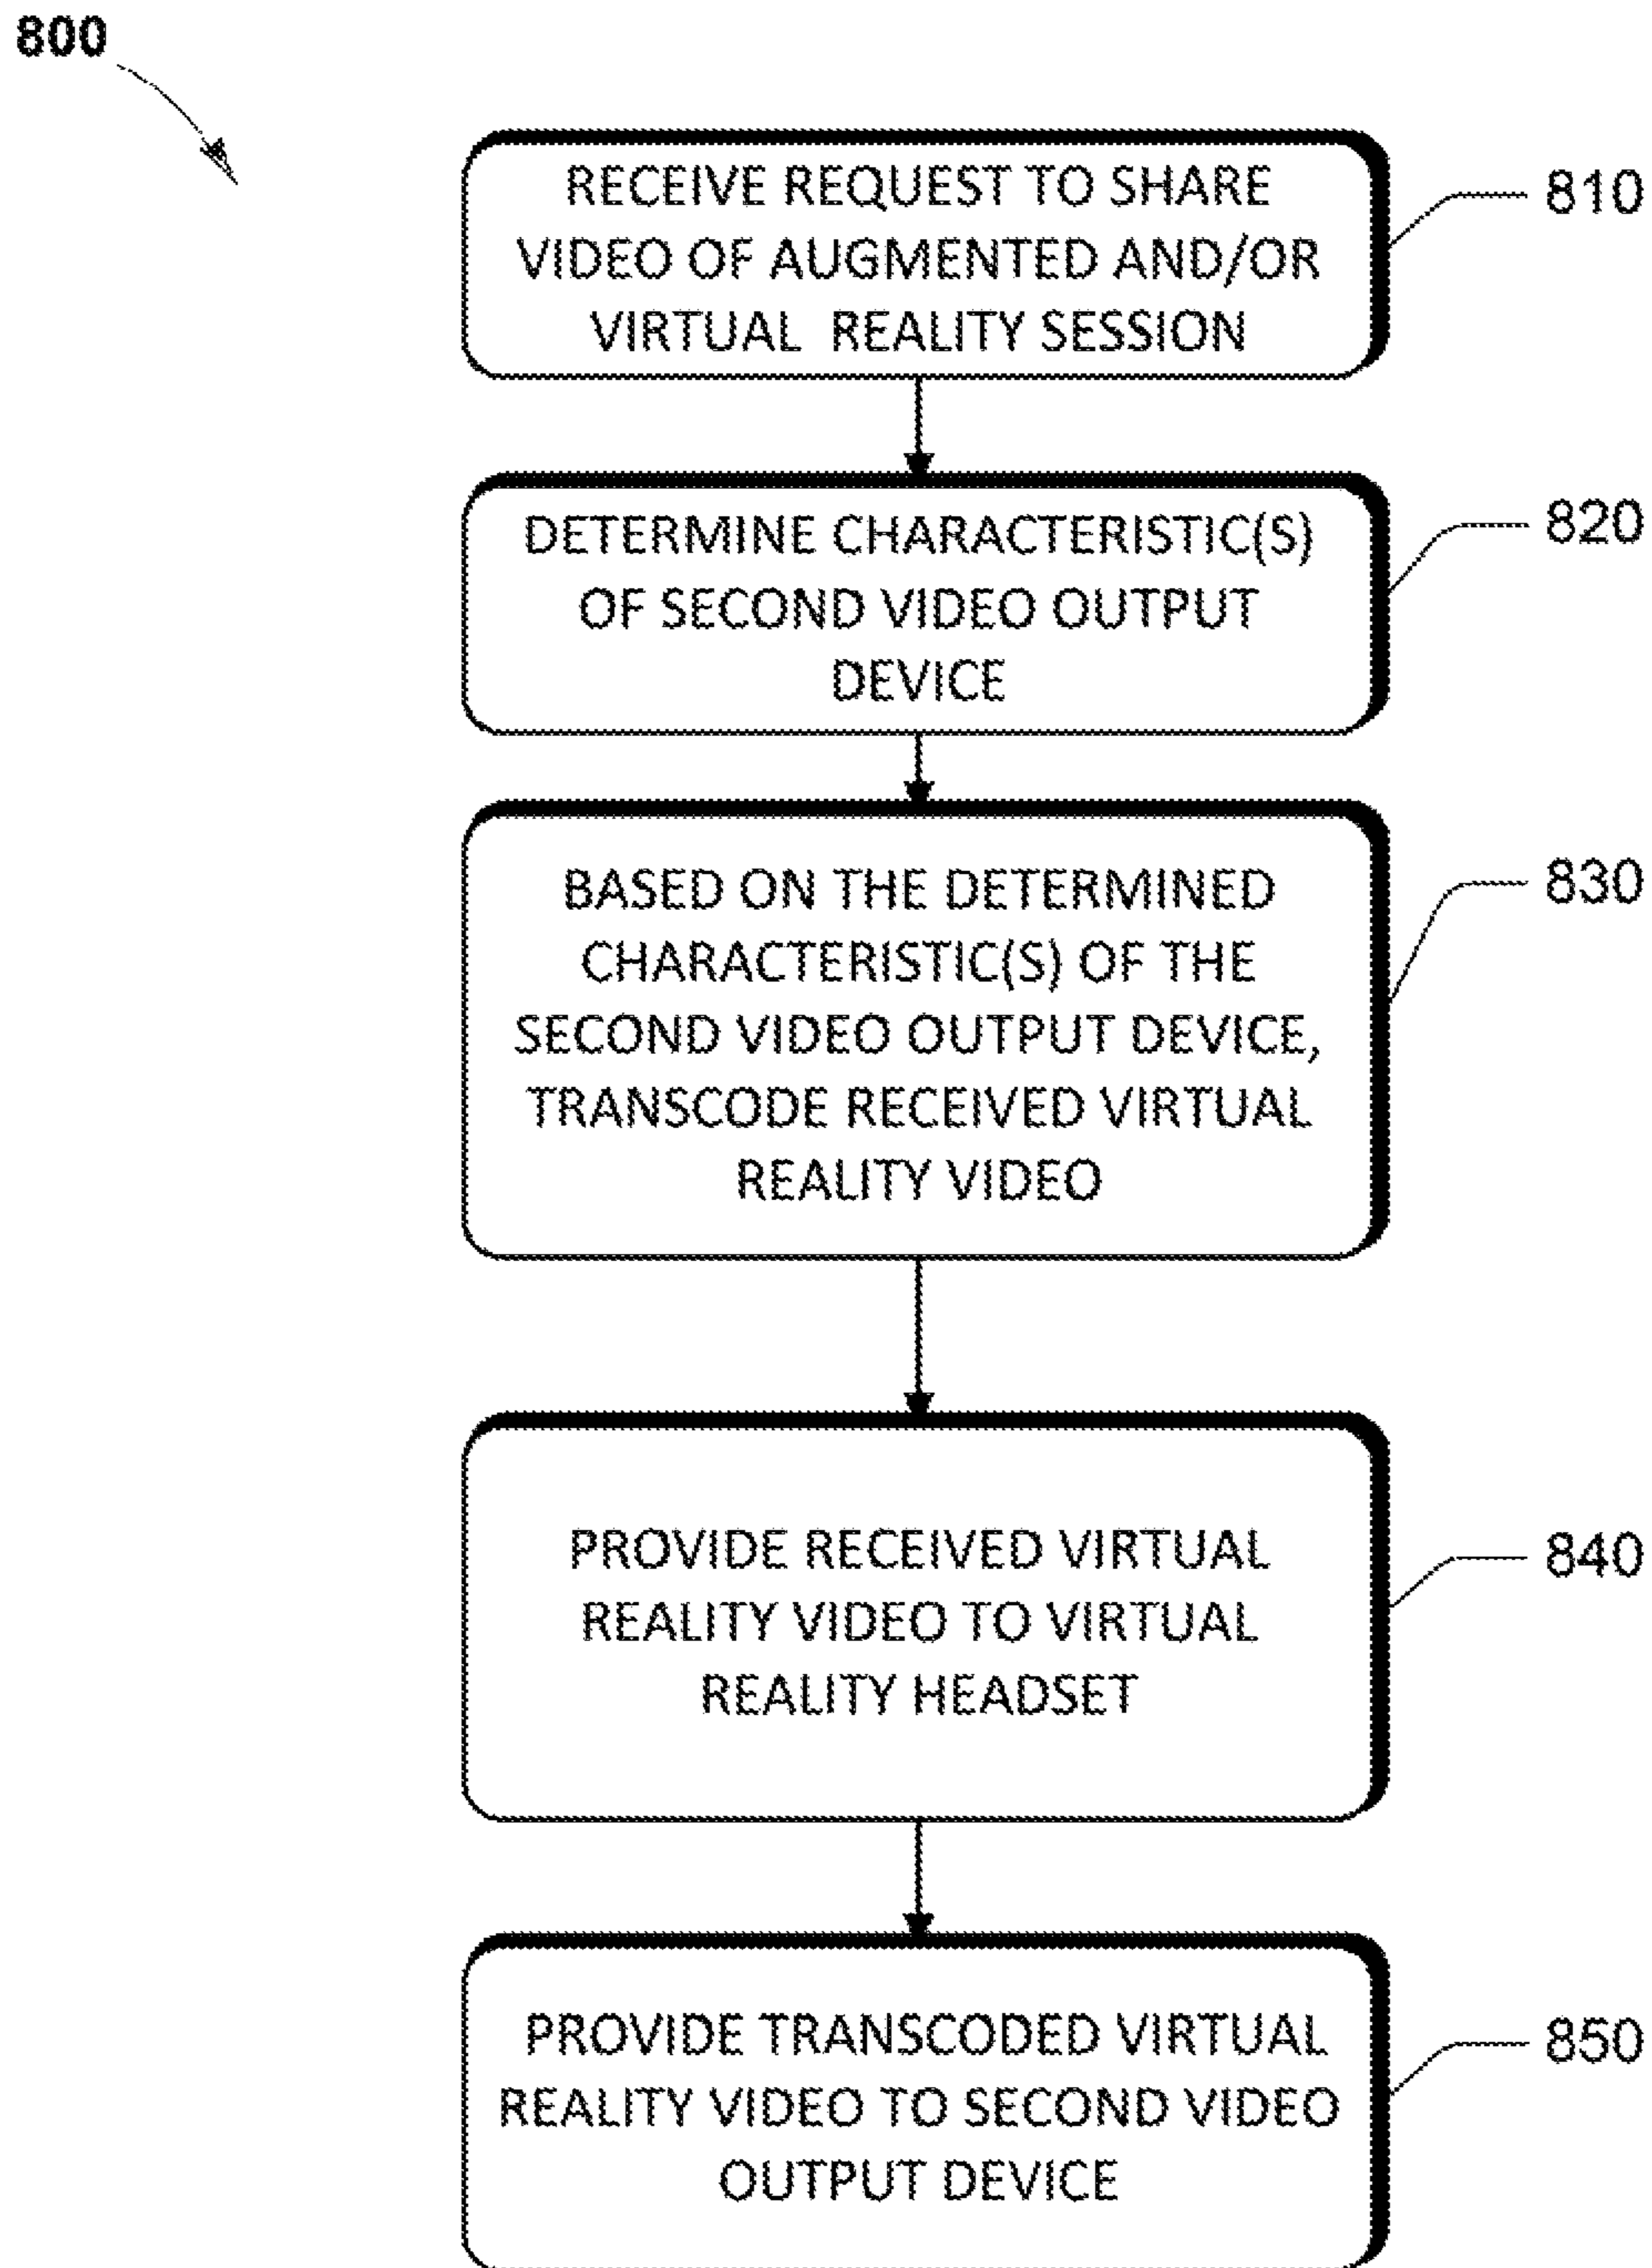 800
RECEIVE REQUEST TO SHARE
VIDEO OF AUGMENTED AND/OR
VIRTUAL REALITY SESSION
810
DETERMINE CHARACTERISTIC(S)
OF SECOND VIDEO OUTPUT
DEVICE
820
BASED ON THE DETERMINED
CHARACTERISTIC(S) OF THE
SECOND VIDEO OUTPUT DEVICE,
TRANSCODE RECEIVED VIRTUAL
REALITY VIDEO
830
PROVIDE RECEIVED VIRTUAL
REALITY VIDEO TO VIRTUAL
REALITY HEADSET
840
PROVIDE TRANSCODED VIRTUAL
REALITY VIDEO TO SECOND VIDEO
OUTPUT DEVICE
850